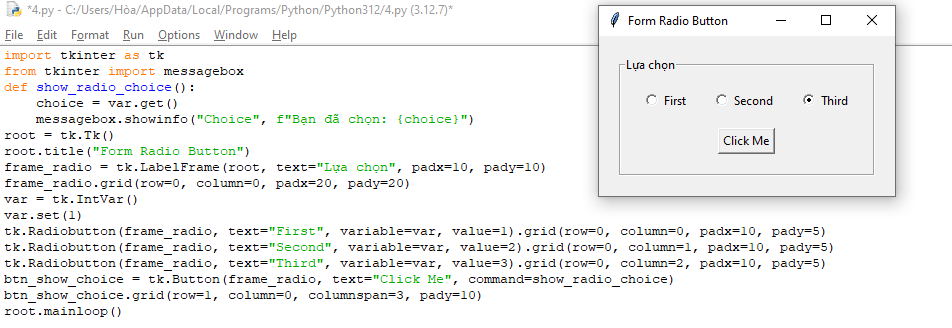 *4.py - C:/Users/Hòa/AppData/Local/Programs/Python/Python312/4.py (3.12.7)*
File Edit Format Run Options Window Help
import tkinter as tk
from tkinter import messagebox
def show_radio_choice():
    choice = var.get()
    messagebox.showinfo("Choice", f"Bạn đã chọn: {choice}")
root = tk.Tk()
root.title("Form Radio Button")
frame_radio = tk.LabelFrame(root, text="Lựa chọn", padx=10, pady=10)
frame_radio.grid(row=0, column=0, padx=20, pady=20)
var = tk.IntVar()
var.set(1)
tk.Radiobutton(frame_radio, text="First", variable=var, value=1).grid(row=0, column=0, padx=10, pady=5)
tk.Radiobutton(frame_radio, text="Second", variable=var, value=2).grid(row=0, column=1, padx=10, pady=5)
tk.Radiobutton(frame_radio, text="Third", variable=var, value=3).grid(row=0, column=2, padx=10, pady=5)
btn_show_choice = tk.Button(frame_radio, text="Click Me", command=show_radio_choice)
btn_show_choice.grid(row=1, column=0, columnspan=3, pady=10)
root.mainloop()
Form Radio Button
Lựa chọn
First Second Third
Click Me